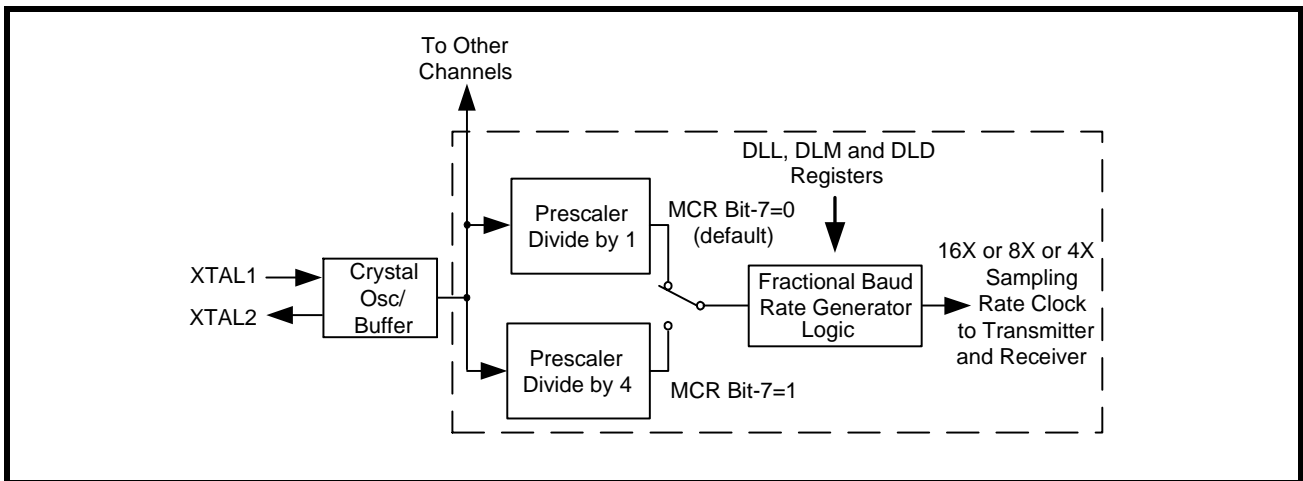 To Other
Channels
DLL, DLM and DLD
Registers
Prescaler
Divide by 1
MCR Bit-7=0
(default)
16X or 8X or 4X
Sampling
Rate Clock
to Transmitter
and Receiver
XTAL1
XTAL2
Crystal
Osc/
Buffer
Fractional Baud
Rate Generator
Logic
Prescaler
Divide by 4
MCR Bit-7=1